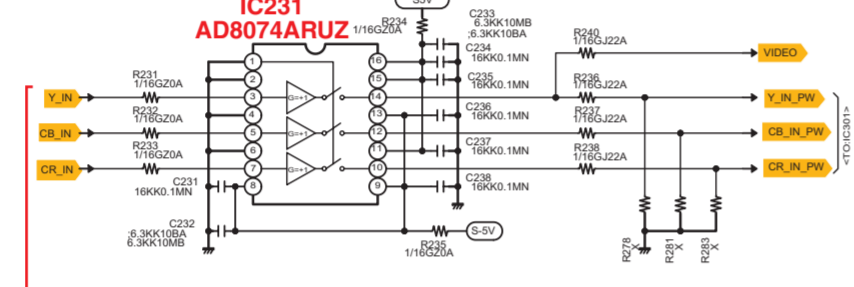 IC231
AD8074ARUZ
S-5V
R234
1/16GZ0A
C233
6.3KK10MB
;6.3KK10BA
C234
16KK0.1MN
C235
16KK0.1MN
C236
16KK0.1MN
C237
16KK0.1MN
C238
16KK0.1MN
R240
1/16GJ22A
VIDEO
R236
1/16GJ22A
Y_IN_PW
R237
1/16GJ22A
CB_IN_PW
R238
1/16GJ22A
CR_IN_PW
<TO:IC301>
Y_IN
R231
1/16GZ0A
CB_IN
R232
1/16GZ0A
CR_IN
R233
1/16GZ0A
1
2
3
4
5
6
7
8
16
15
14
13
12
11
10
9
G=+1
G=+1
G=+1
C231
16KK0.1MN
C232
;6.3KK10BA
6.3KK10MB
R235
1/16GZ0A
S-5V
R278
X
R281
X
R283
X